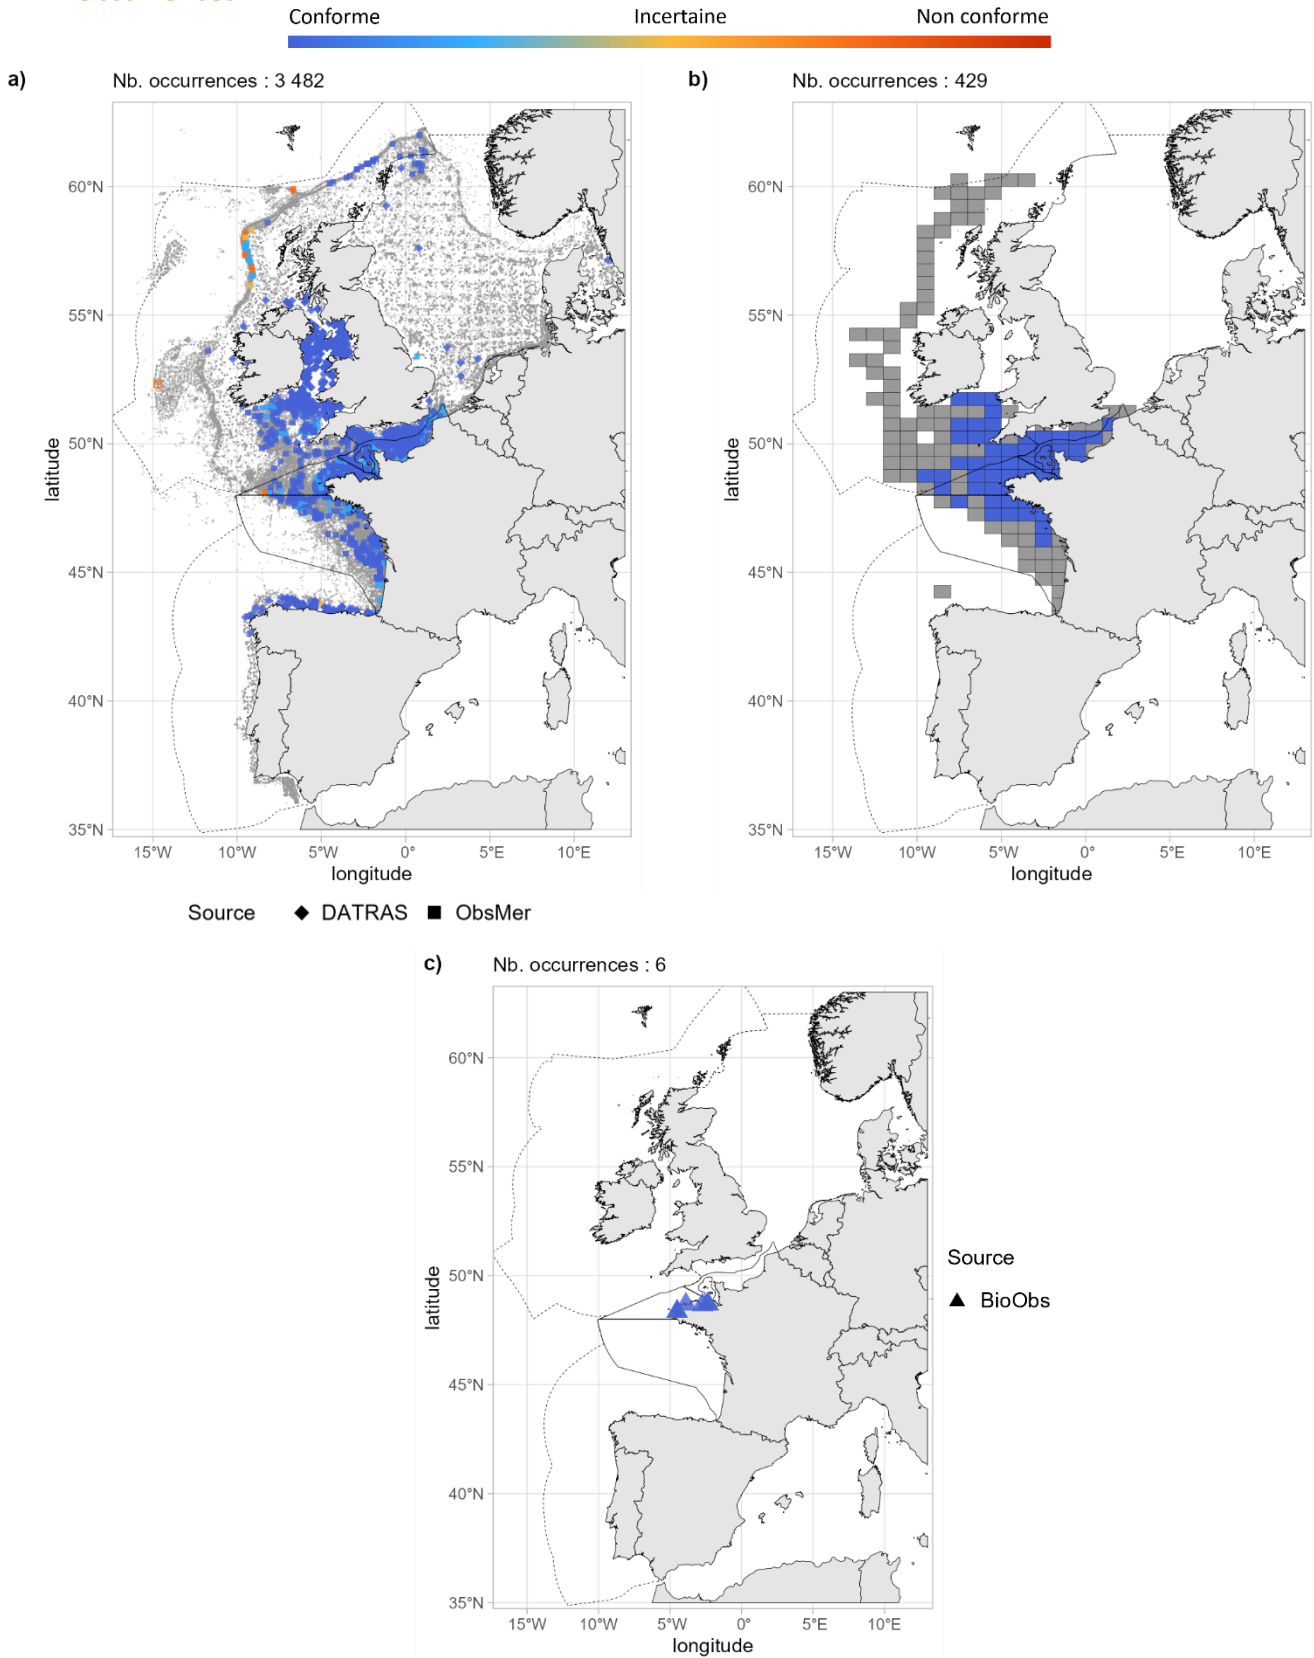 Conforme Incertaine Non conforme
a) Nb. occurrences : 3 482
60°N
55°N
50°N
45°N
40°N
35°N
latitude
15°W 10°W 5°W 0° 5°E 10°E
longitude
Source ◆ DATRAS ■ ObsMer
b) Nb. occurrences : 429
60°N
55°N
50°N
45°N
40°N
35°N
latitude
15°W 10°W 5°W 0° 5°E 10°E
longitude
c) Nb. occurrences : 6
60°N
55°N
50°N
45°N
40°N
35°N
latitude
15°W 10°W 5°W 0° 5°E 10°E
longitude
Source
▲ BioObs